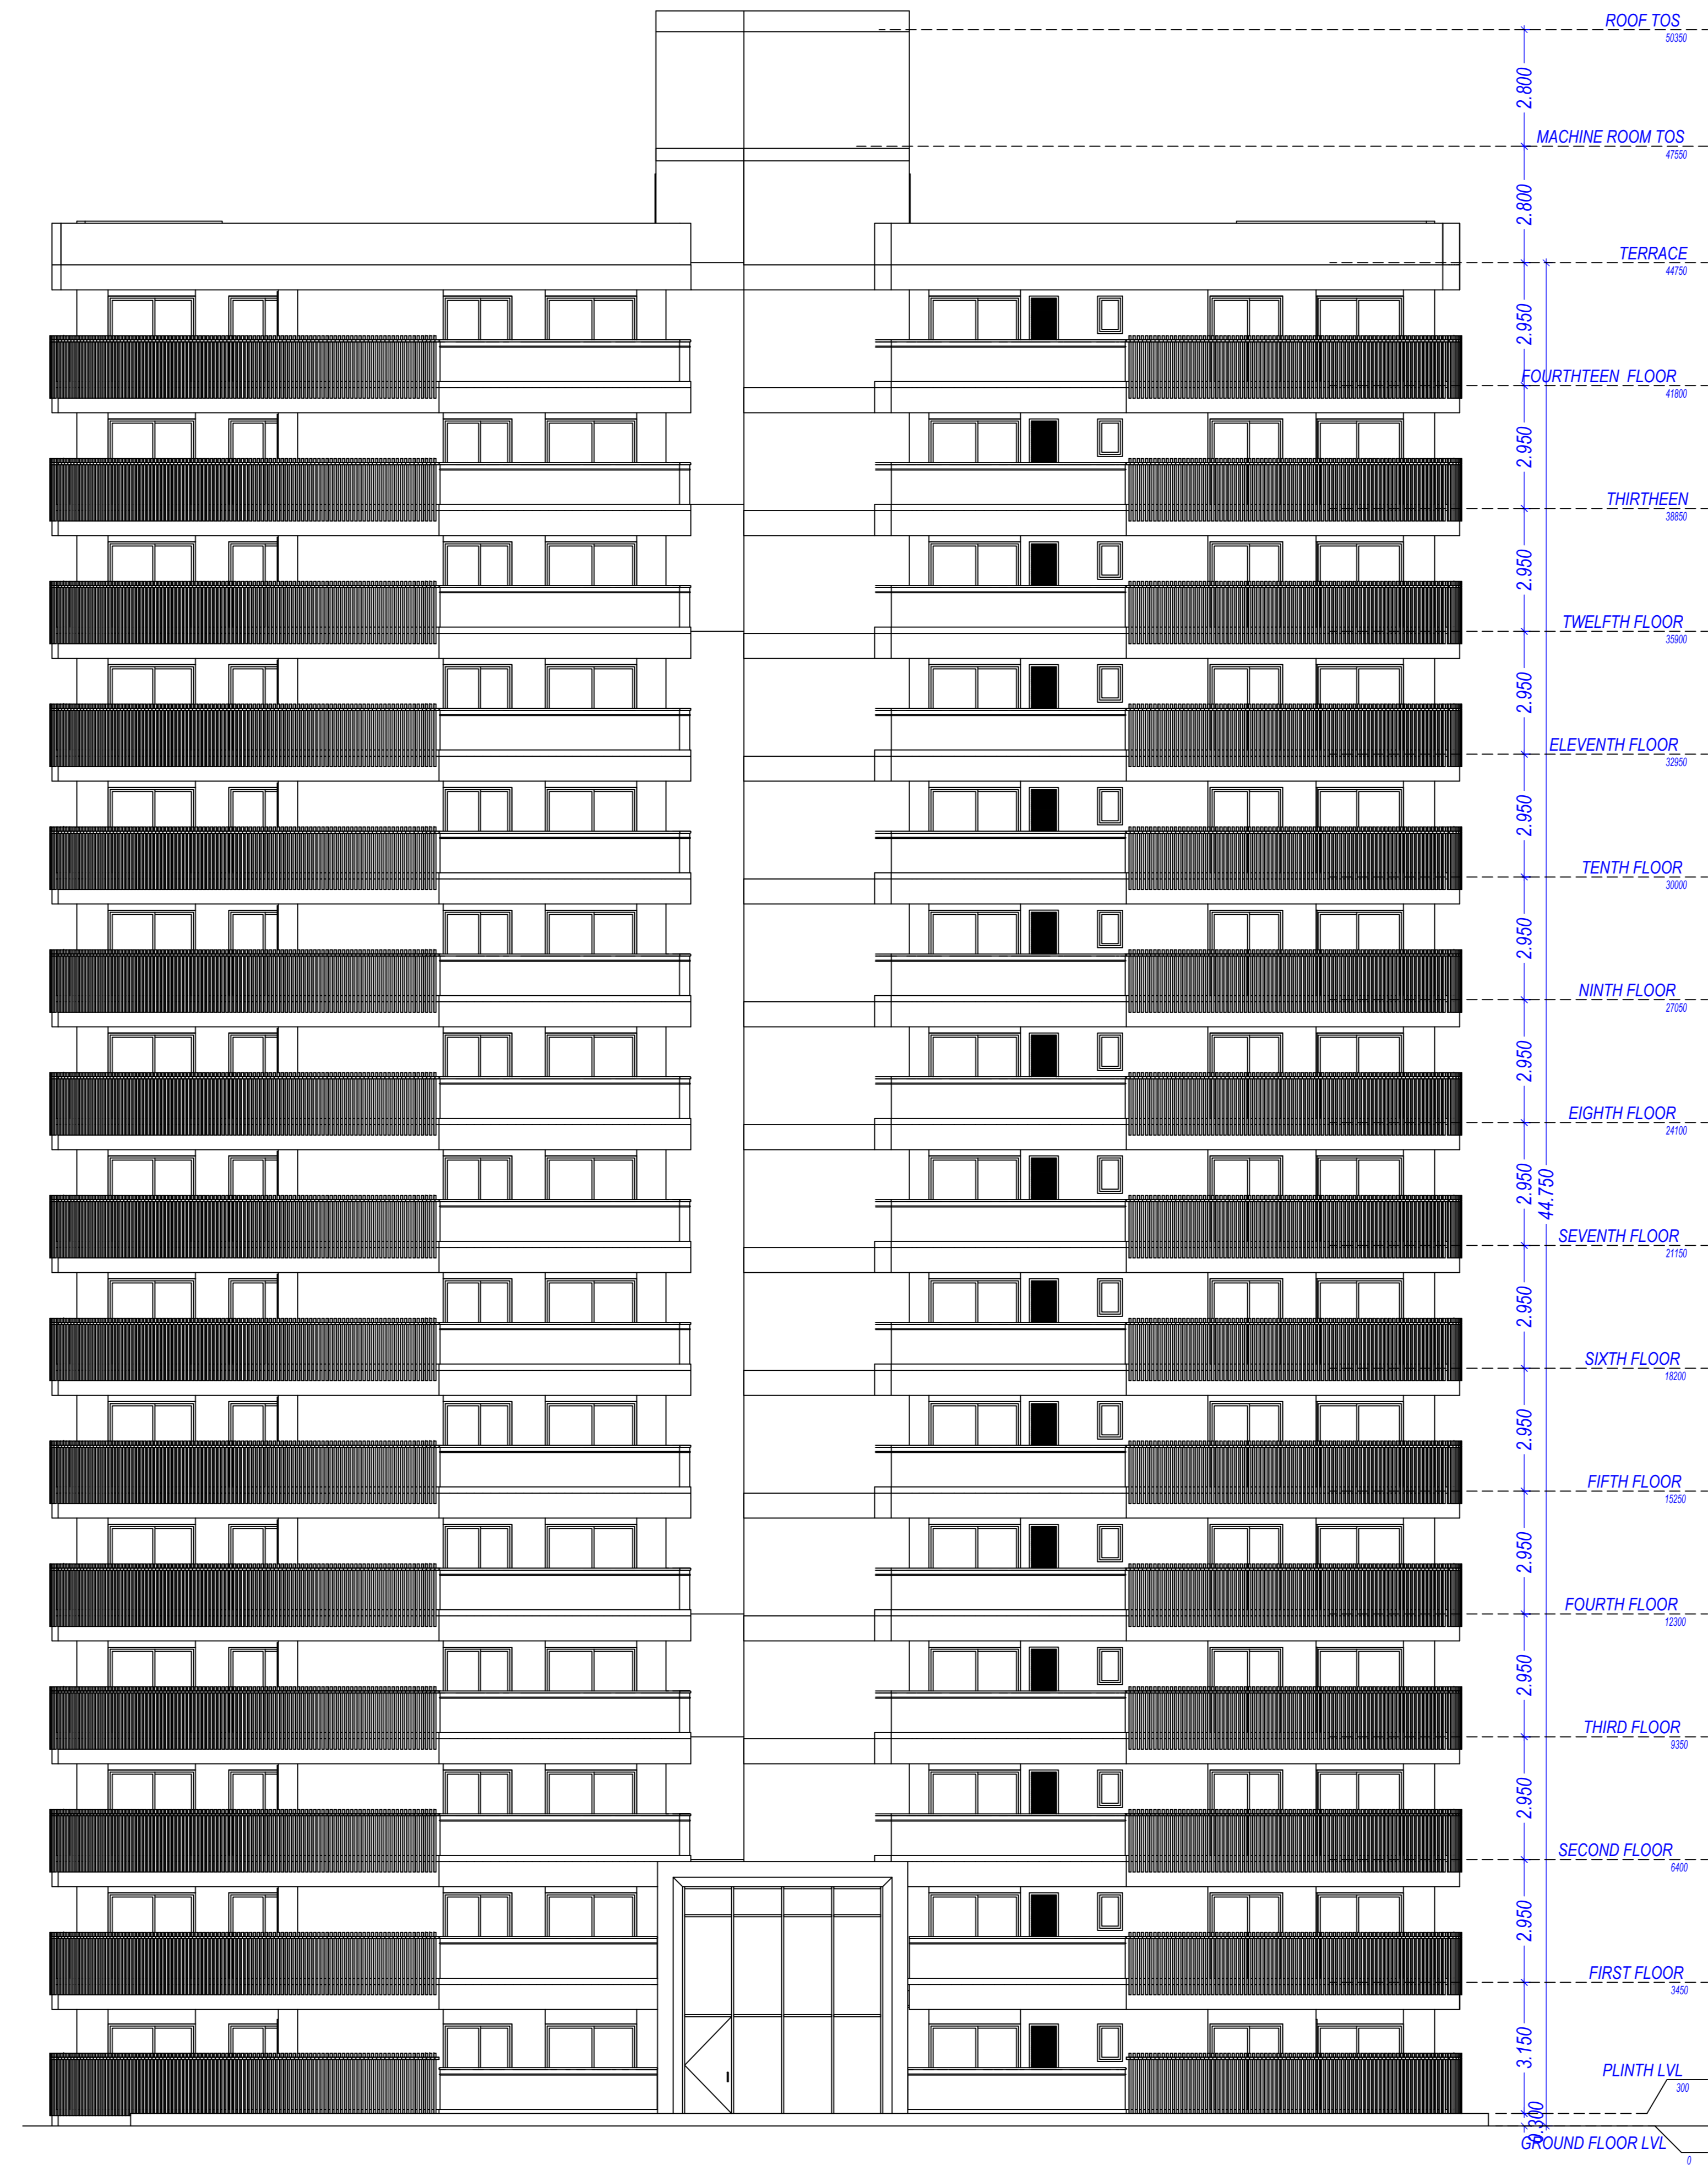 ROOF TOS
50350
2.800
MACHINE ROOM TOS
47550
2.800
TERRACE
44750
2.950
FOURTHTEEN FLOOR
41800
2.950
THIRTHEEN
38850
2.950
TWELFTH FLOOR
35900
2.950
ELEVENTH FLOOR
32950
2.950
TENTH FLOOR
30000
2.950
NINTH FLOOR
27050
2.950
EIGHTH FLOOR
24100
2.950
44.750
SEVENTH FLOOR
21150
2.950
SIXTH FLOOR
18200
2.950
FIFTH FLOOR
15250
2.950
FOURTH FLOOR
12300
2.950
THIRD FLOOR
9350
2.950
SECOND FLOOR
6400
2.950
FIRST FLOOR
3450
3.150
PLINTH LVL
300
0.300
GROUND FLOOR LVL
0